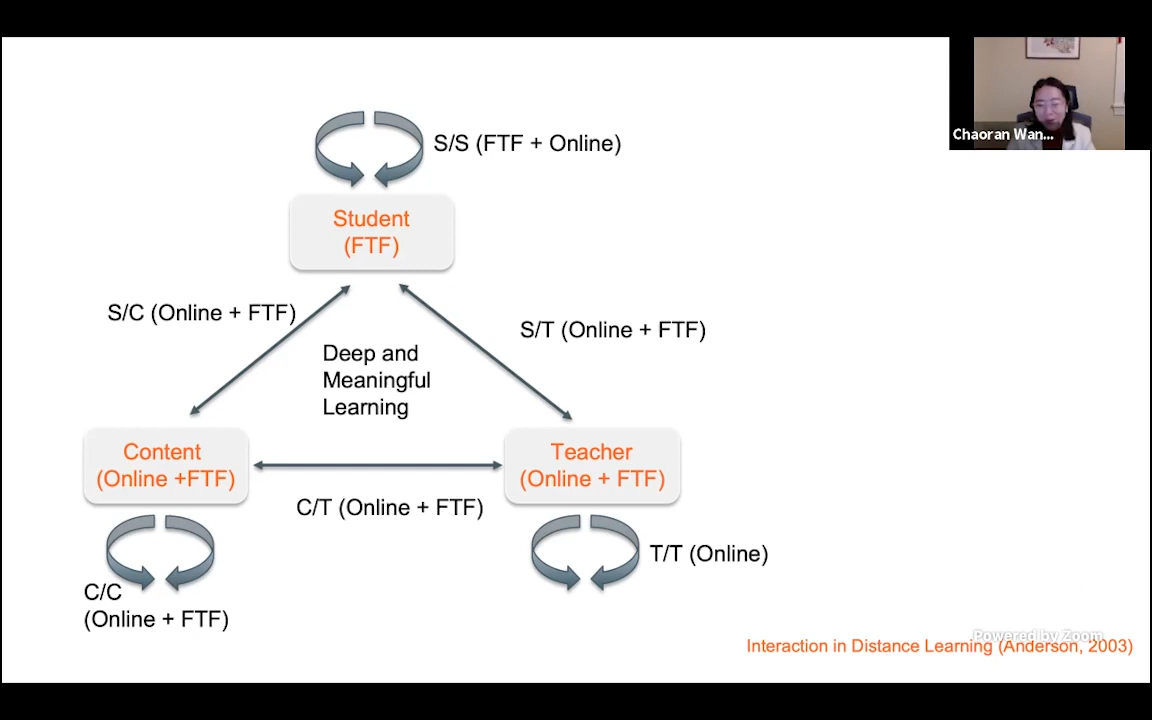 Chaoran Wan...
S/S (FTF + Online)
Student
(FTF)
S/C (Online + FTF)
S/T (Online + FTF)
Deep and
Meaningful
Learning
Content
(Online +FTF)
Teacher
(Online + FTF)
C/T (Online + FTF)
T/T (Online)
C/C
(Online + FTF)
Powered by Zoom
Interaction in Distance Learning (Anderson, 2003)